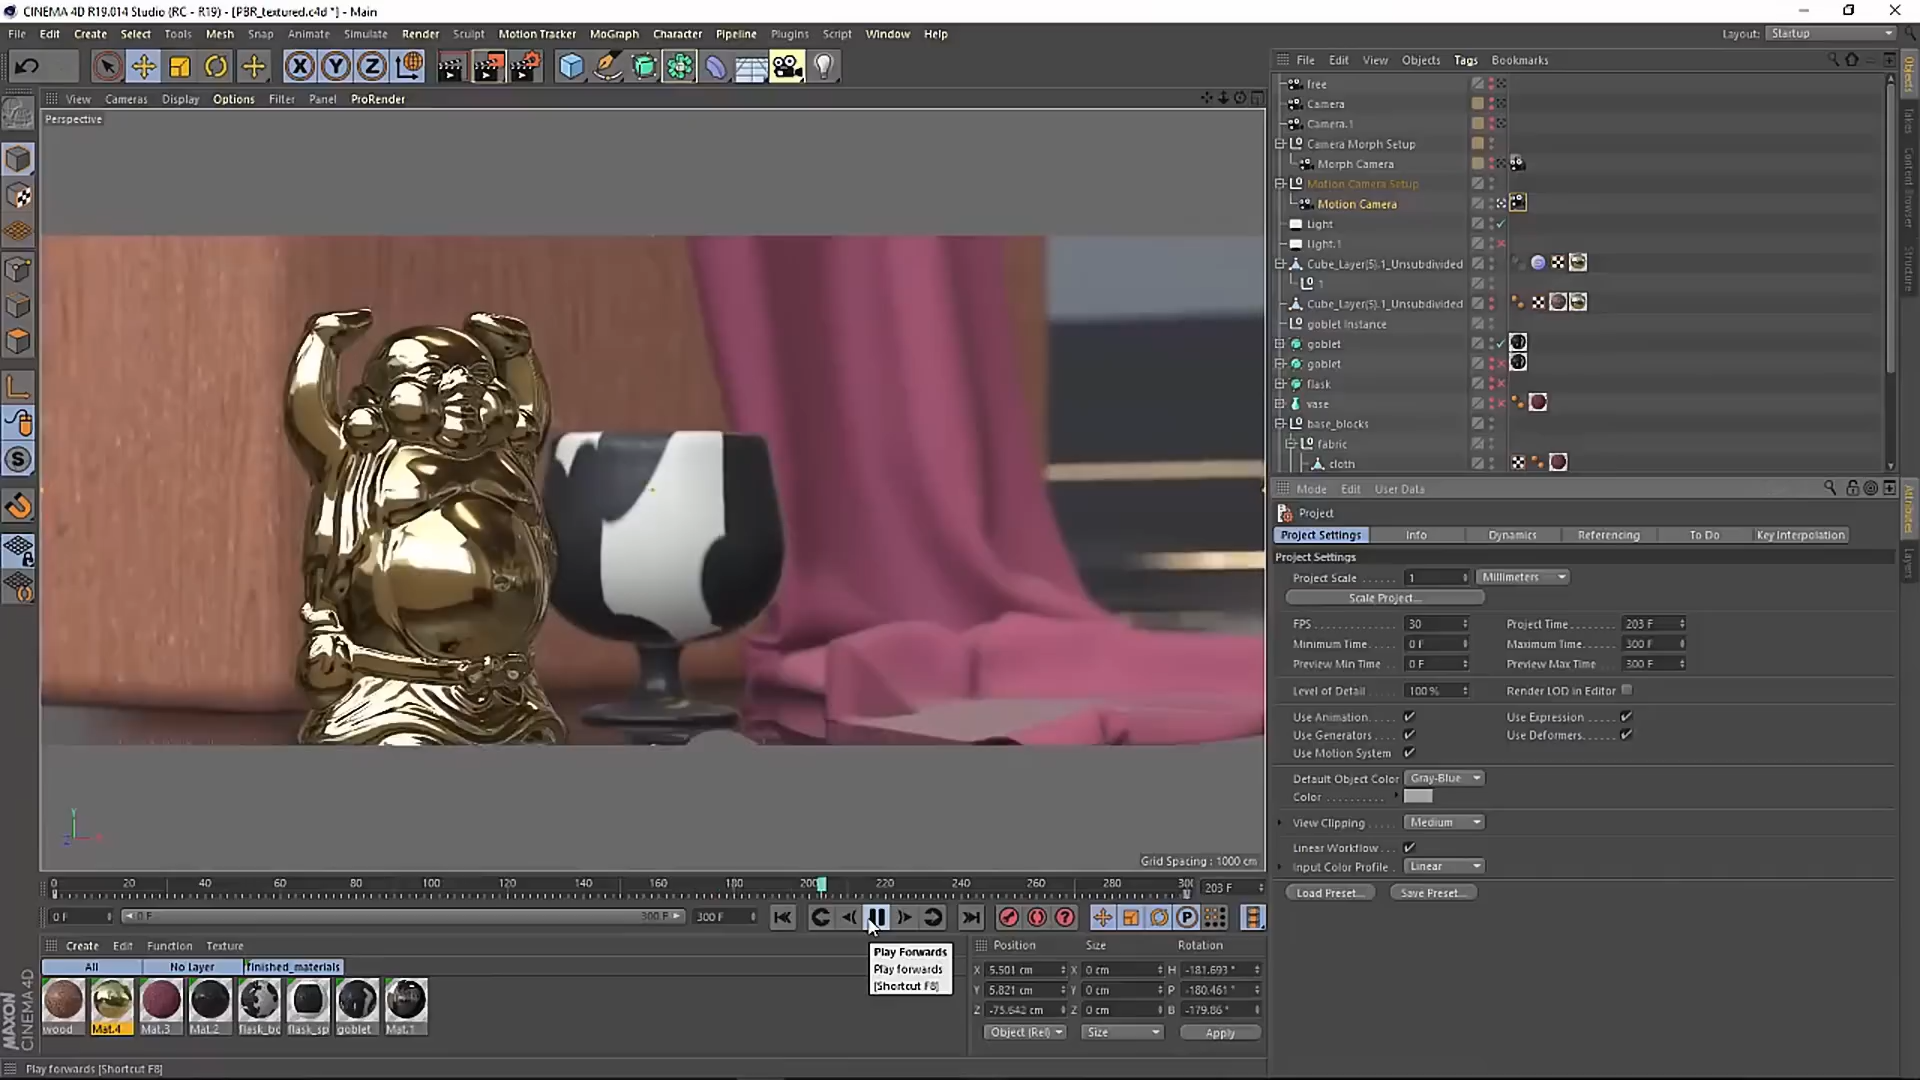 CINEMA 4D R19.014 Studio (RC - R19) - [PBR_textured.c4d *] - Main
File Edit Create Select Tools Mesh Snap Animate Simulate Render Sculpt Motion Tracker MoGraph Character Pipeline Plugins Script Window Help
Layout: Startup
X Y Z
File Edit View Objects Tags Bookmarks
View Cameras Display Options Filter Panel ProRender
Perspective
free
Camera
Camera.1
Camera Morph Setup
Morph Camera
Motion Camera Setup
Motion Camera
Light
Light.1
Cube_Layer(5).1_Unsubdivided
1
Cube_Layer(5).1_Unsubdivided
goblet Instance
goblet
goblet
flask
vase
base_blocks
fabric
cloth
Objects
Takes
Content Browser
Structure
Mode Edit User Data
Project
Project Settings Info Dynamics Referencing To Do Key Interpolation
Project Settings
Project Scale 1 Millimeters
Scale Project...
FPS 30 Project Time 203 F
Minimum Time 0 F Maximum Time 300 F
Preview Min Time 0 F Preview Max Time 300 F
Level of Detail 100 % Render LOD in Editor
Use Animation Use Expression
Use Generators Use Deformers
Use Motion System
Default Object Color Gray-Blue
Color
View Clipping Medium
Linear Workflow
Input Color Profile Linear
Load Preset... Save Preset...
Attributes
Layers
Grid Spacing : 1000 cm
0 20 40 60 80 100 120 140 160 180 200 220 240 260 280 30 203 F
0 F 0 F 300 F 300 F
Create Edit Function Texture
All No Layer finished_materials
wood Mat.4 Mat.3 Mat.2 flask_bo flask_sp goblet Mat.1
Play Forwards
Play forwards
[Shortcut F8]
Position Size Rotation
X 5.501 cm X 0 cm H -181.693 °
Y 5.821 cm Y 0 cm P -180.461 °
Z -75.642 cm Z 0 cm B -179.86 °
Object (Rel) Size Apply
MAXON
CINEMA 4D
Play forwards [Shortcut F8]